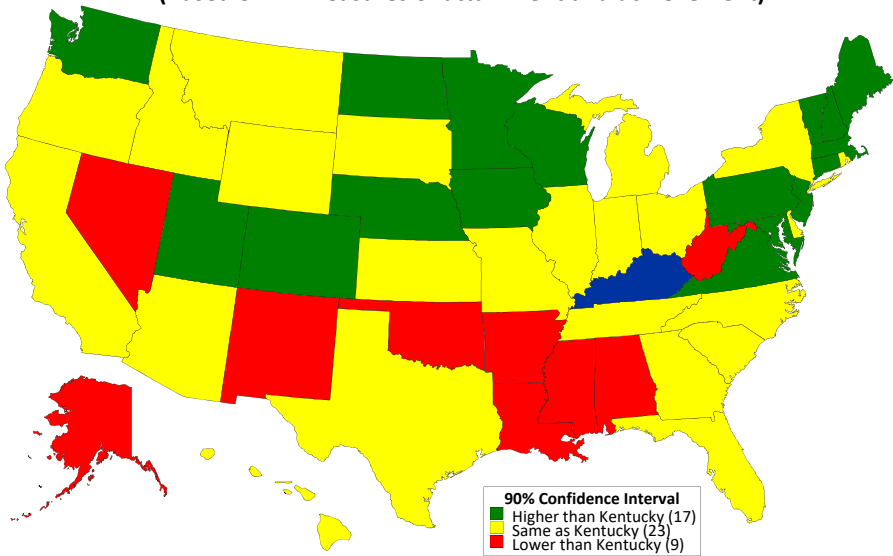 90% Confidence Interval
Higher than Kentucky (17)
Same as Kentucky (23)
Lower than Kentucky (9)